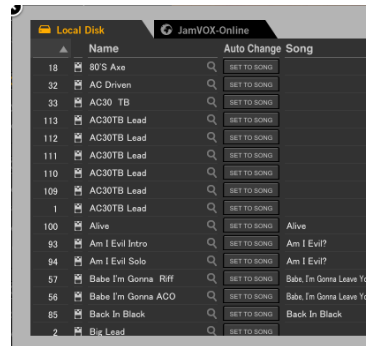 Local Disk JamVOX-Online
Name Auto Change Song
18 80'S Axe SET TO SONG
32 AC Driven SET TO SONG
33 AC30 TB SET TO SONG
113 AC30TB Lead SET TO SONG
112 AC30TB Lead SET TO SONG
111 AC30TB Lead SET TO SONG
110 AC30TB Lead SET TO SONG
109 AC30TB Lead SET TO SONG
1 AC30TB Lead SET TO SONG
100 Alive SET TO SONG Alive
93 Am I Evil Intro SET TO SONG Am I Evil?
94 Am I Evil Solo SET TO SONG Am I Evil?
57 Babe I'm Gonna Riff SET TO SONG Babe, I'm Gonna Leave Yo
56 Babe I'm Gonna ACO SET TO SONG Babe, I'm Gonna Leave Yo
85 Back In Black SET TO SONG Back In Black
2 Big Lead SET TO SONG